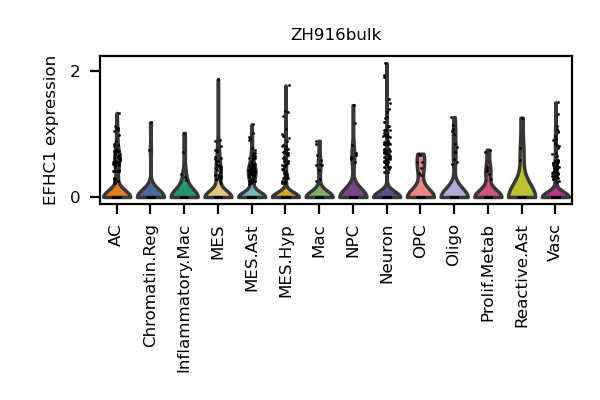 ZH916bulk
EFHC1 expression
2
0
AC
Chromatin.Reg
Inflammatory.Mac
MES
MES.Ast
MES.Hyp
Mac
NPC
Neuron
OPC
Oligo
Prolif.Metab
Reactive.Ast
Vasc